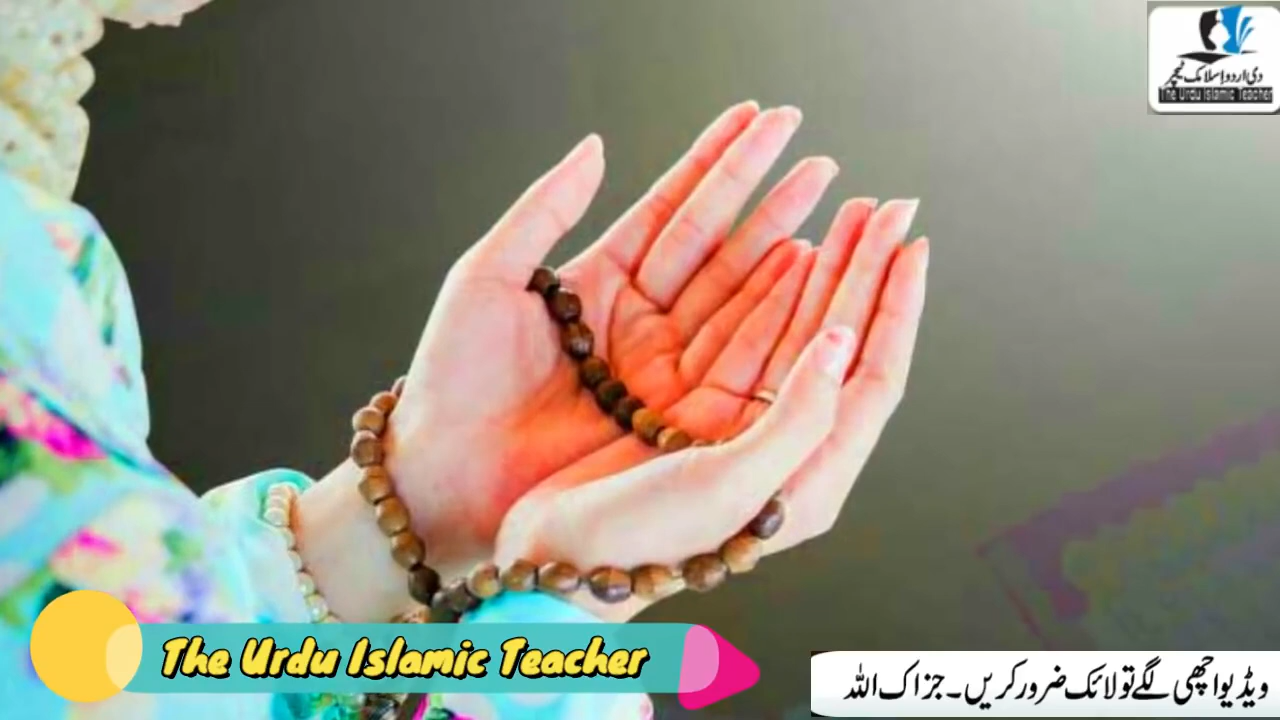 دی اردو اسلامک ٹیچر
The Urdu Islamic Teacher
The Urdu Islamic Teacher
ویڈیو اچھی لگے تو لائک ضرور کریں۔ جزاک اللہ